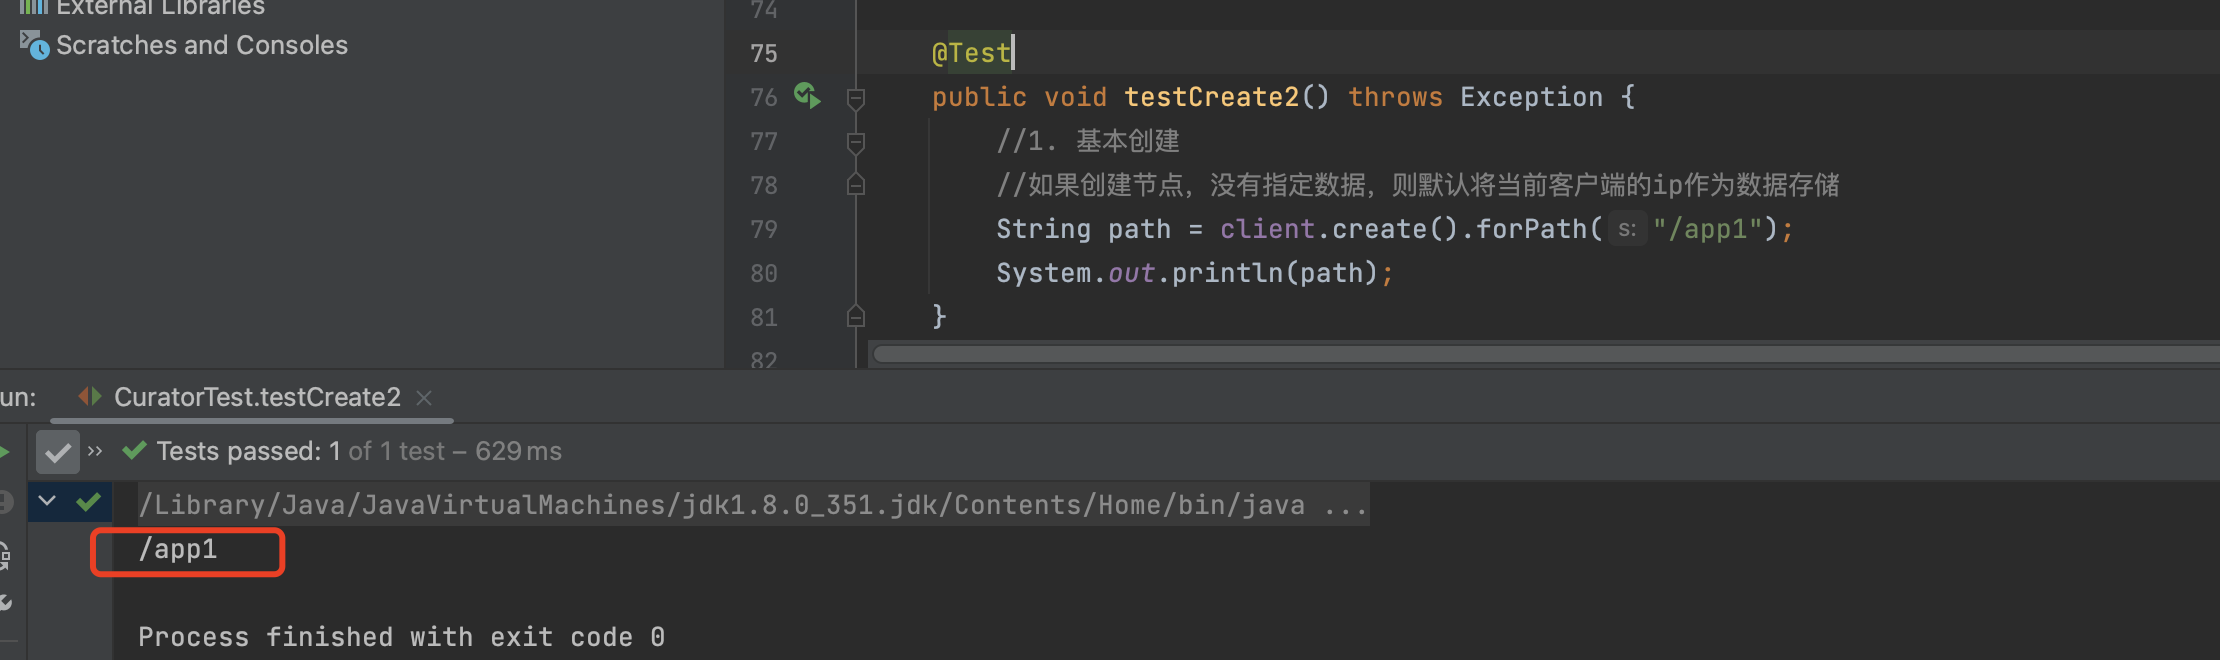 External Libraries
Scratches and Consoles
74
75 @Test
76 public void testCreate2() throws Exception {
77 //1. 基本创建
78 //如果创建节点，没有指定数据，则默认将当前客户端的ip作为数据存储
79 String path = client.create().forPath( s: "/app1");
80 System.out.println(path);
81 }
82
un: CuratorTest.testCreate2 ×
» Tests passed: 1 of 1 test – 629 ms
/Library/Java/JavaVirtualMachines/jdk1.8.0_351.jdk/Contents/Home/bin/java ...
/app1
Process finished with exit code 0